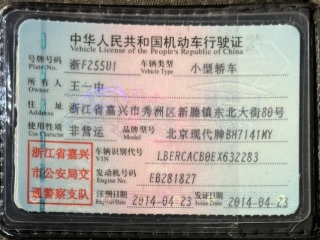 中华人民共和国机动车行驶证
Vehicle License of the People's Republic of China
号牌号码 浙F255U1 车辆类型 小型轿车
Plate No. Vehicle Type
所有人 王一中
Owner
住址 浙江省嘉兴市秀洲区新塍镇东北大街80号
Address
使用性质 非营运 品牌型号 北京现代牌BH7141MY
Use Character Model
浙江省嘉兴
市公安局交
通警察支队
车辆识别代号 LBERCACB0EX632283
VIN
发动机号码 EB281827
Engine No.
注册日期 2014-04-23 发证日期 2014-04-23
Register Date Issue Date